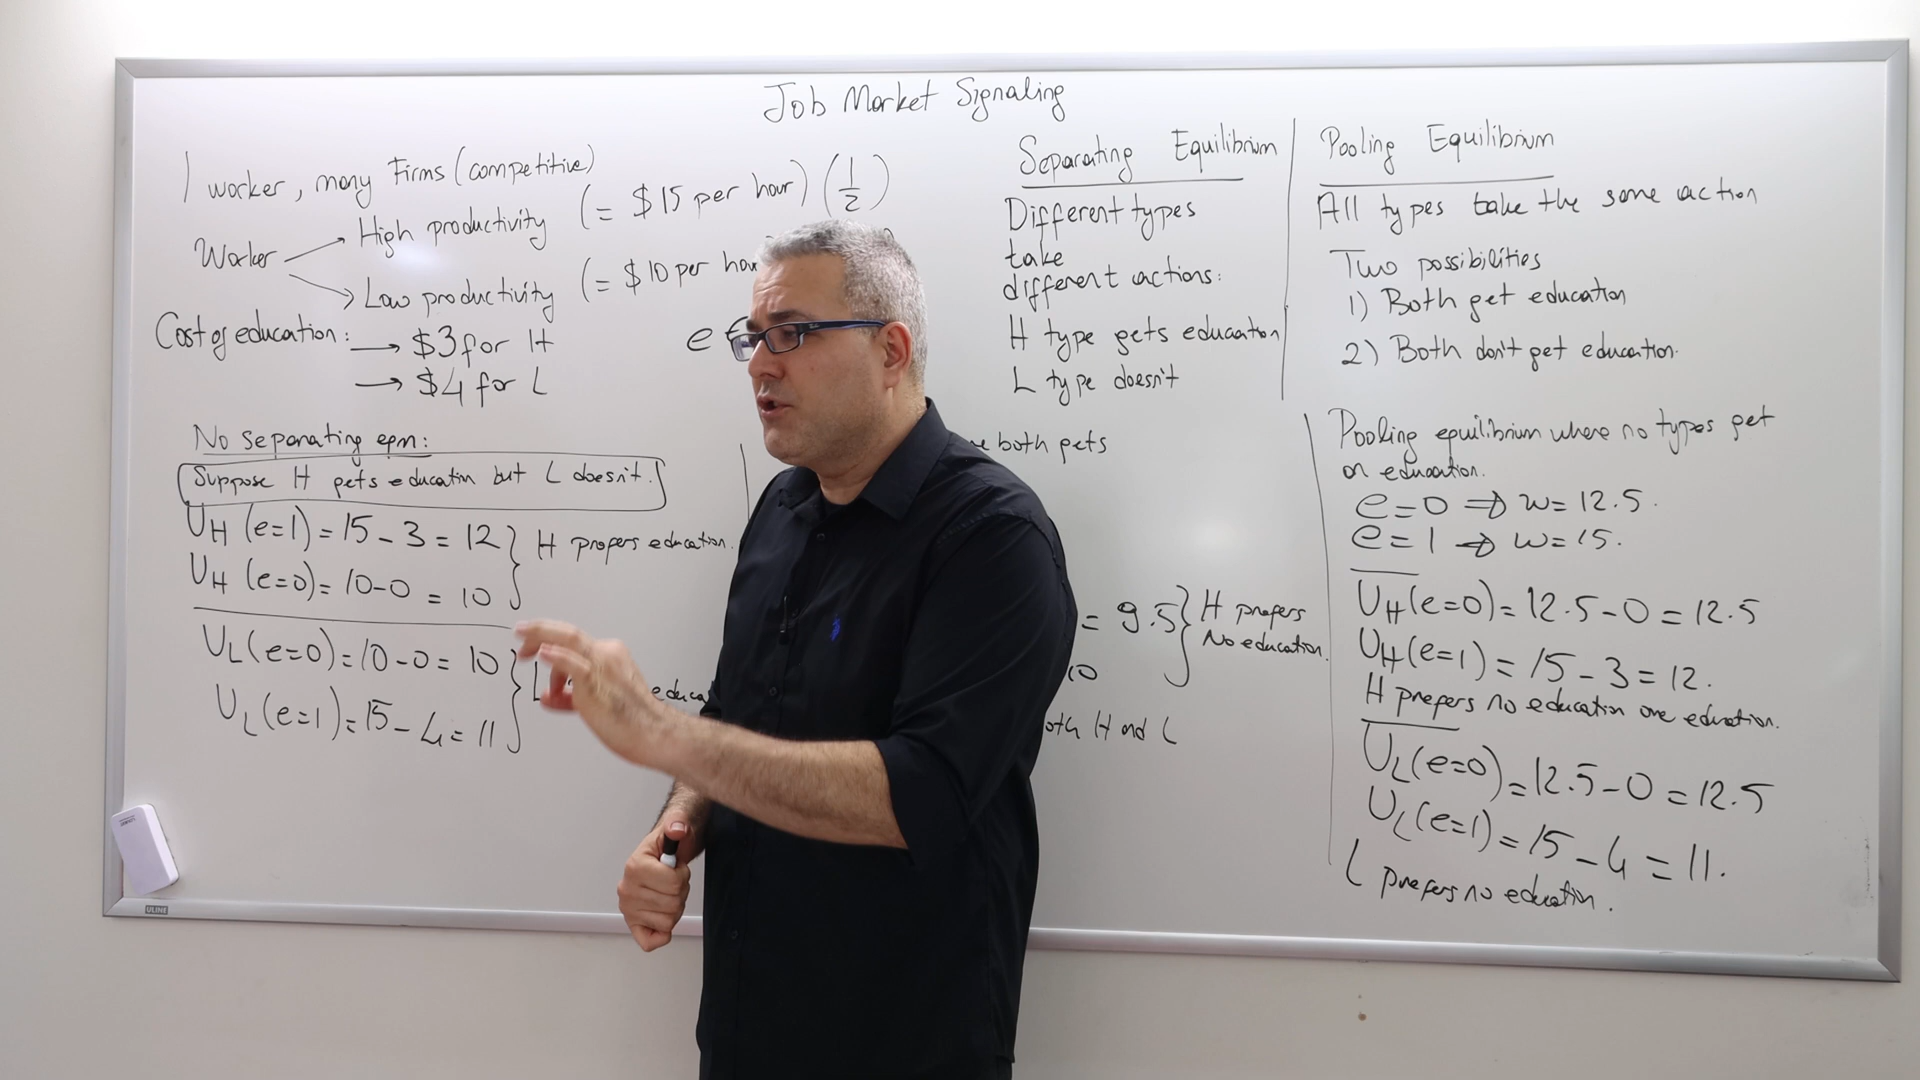 Job Market Signaling
1 worker, many Firms (competitive)
Worker
High productivity (= $15 per hour) (1/2)
Low productivity (= $10 per hou
Cost of education:
→ $3 for H
→ $4 for L
e
Separating Equilibrium
Different types
take
different actions:
H type gets education
L type doesn't
Pooling Equilibrium
All types take the same action
Two possibilities
1) Both get education
2) Both don't get education.
No separating eqm:
Suppose H gets education but L doesn't.
U_H (e=1) = 15 - 3 = 12
U_H (e=0) = 10-0 = 10
H prefers education.
U_L (e=0) = 10-0 = 10
U_L (e=1) = 15 - 4 = 11
both gets
= 9.5
10
H prefers
No education.
H and L
Pooling equilibrium where no types get
an education.
e=0 ⇒ w= 12.5.
e=1 ⇒ w=15.
U_H (e=0) = 12.5-0 = 12.5
U_H (e=1) = 15 - 3 = 12.
H prefers no education over education.
U_L (e=0) = 12.5-0 = 12.5
U_L (e=1) = 15 - 4 = 11.
L prefers no education.
ULINE